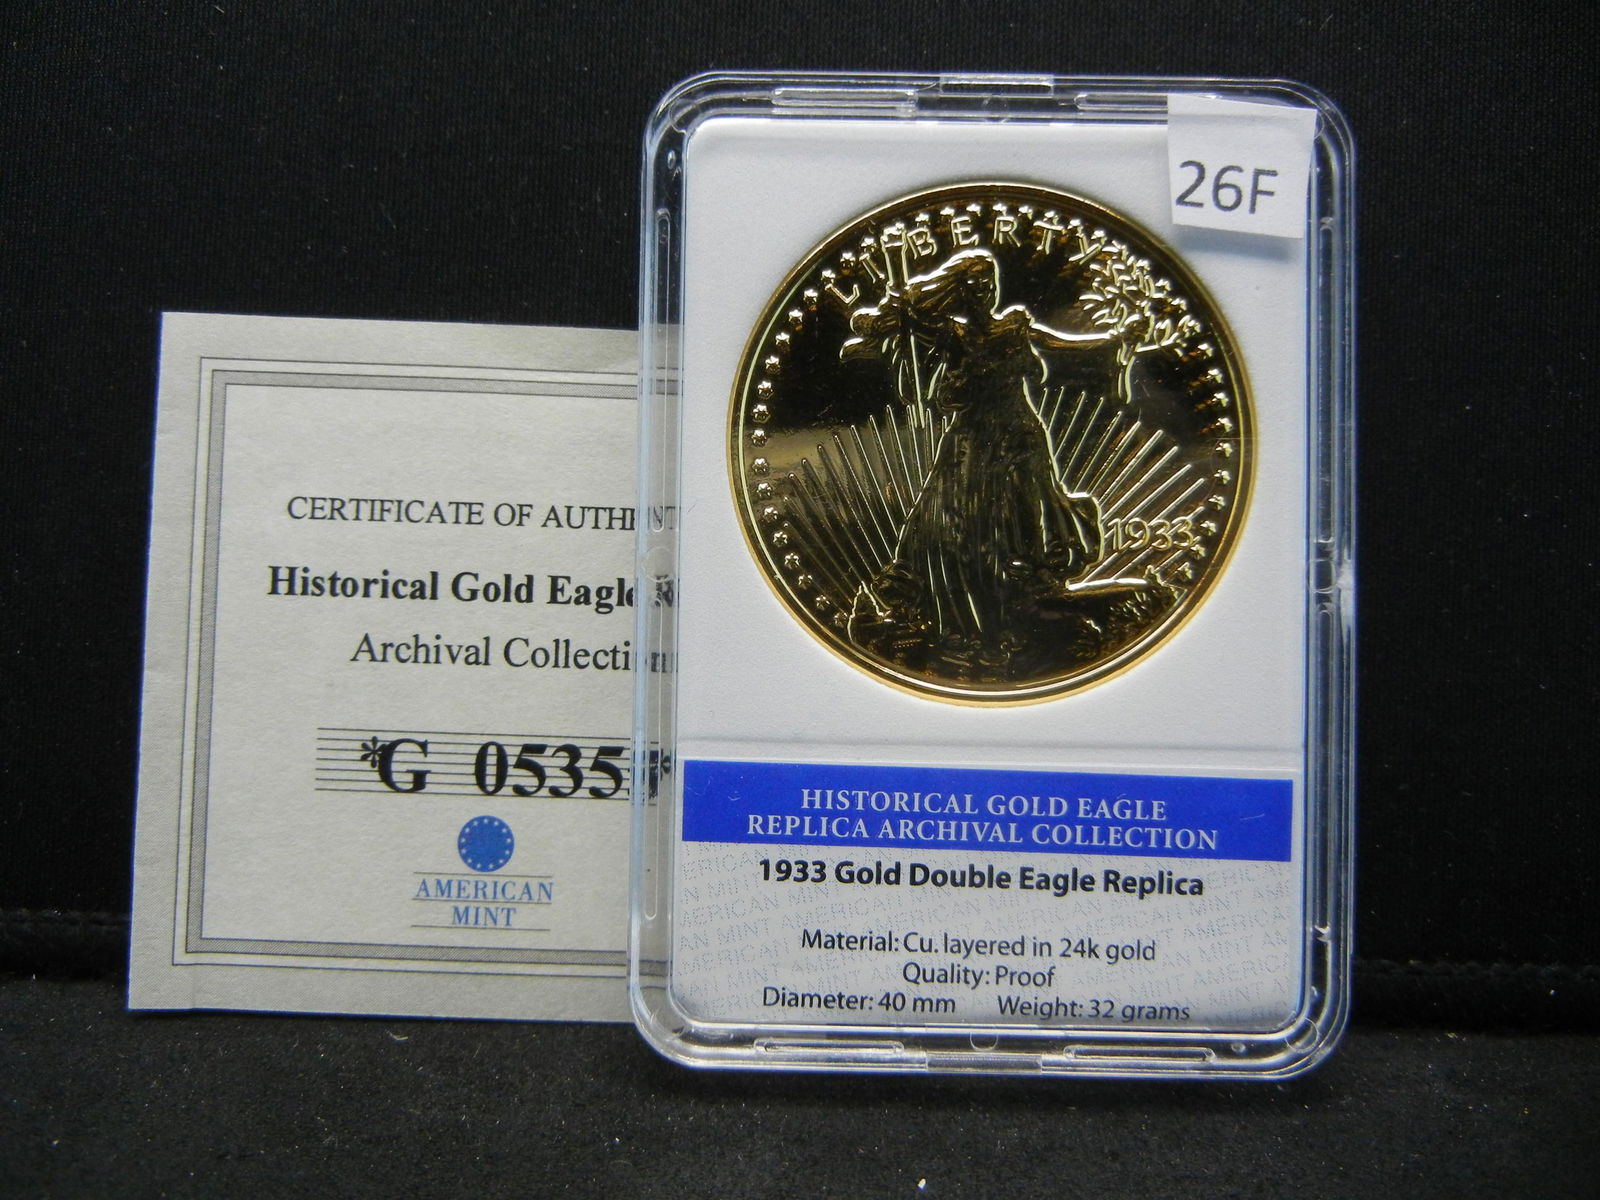 CERTIFICATE OF AUTHENT
Historical Gold Eagle
Archival Collection
*G 0535
AMERICAN
MINT
26F
LIBERTY
1933
HISTORICAL GOLD EAGLE
REPLICA ARCHIVAL COLLECTION
1933 Gold Double Eagle Replica
Material: Cu. layered in 24k gold
Quality: Proof
Diameter: 40 mm Weight: 32 grams